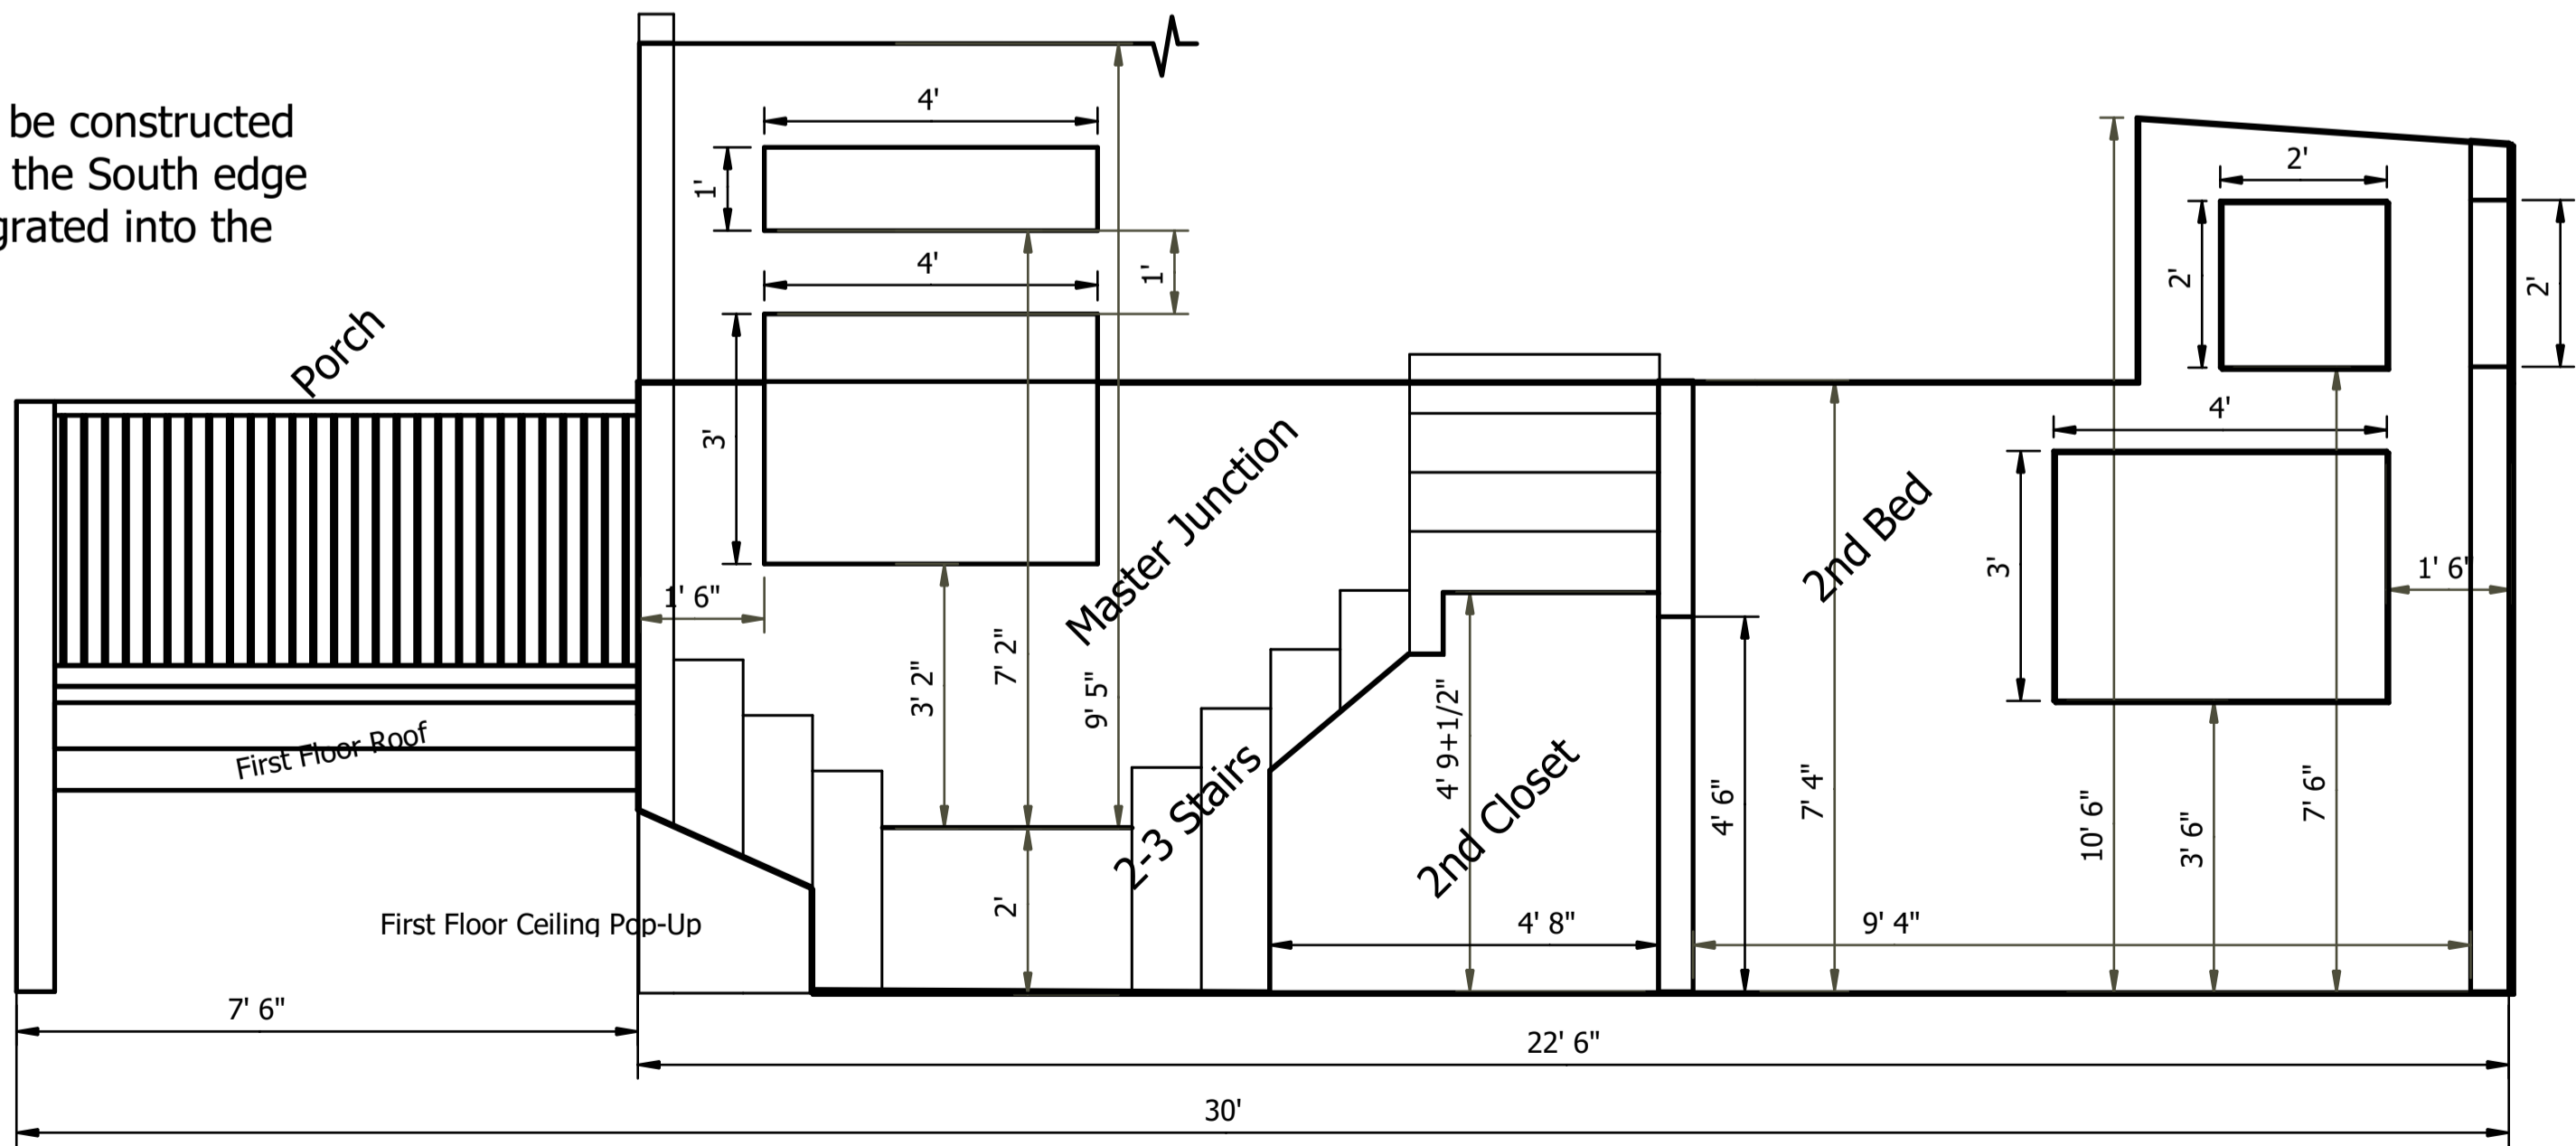 be constructed
the South edge
grated into the
4'
1'
4'
1'
3'
1' 6"
3' 2"
7' 2"
9' 5"
2'
Porch
First Floor Roof
First Floor Ceiling Pop-Up
Master Junction
2-3 Stairs
2nd Closet
4' 9+1/2"
4' 8"
4' 6"
7' 4"
9' 4"
2nd Bed
10' 6"
3' 6"
7' 6"
2'
2'
2'
4'
3'
1' 6"
7' 6"
22' 6"
30'